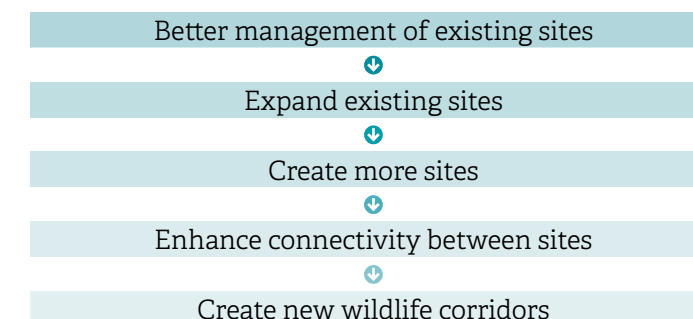 Better management of existing sites
Expand existing sites
Create more sites
Enhance connectivity between sites
Create new wildlife corridors